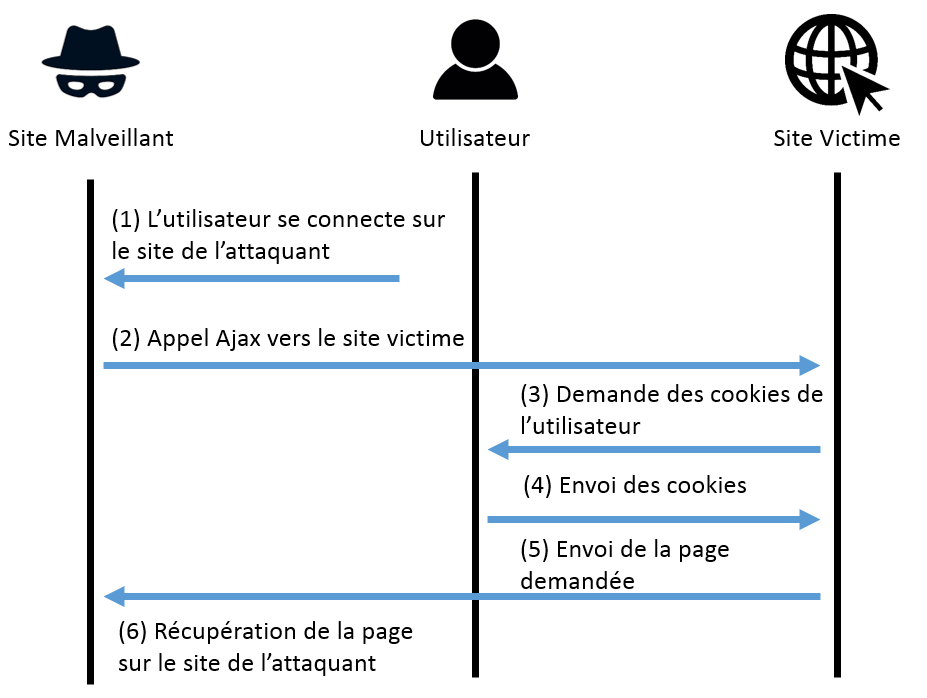 Site Malveillant
Utilisateur
Site Victime
(1) L’utilisateur se connecte sur
le site de l’attaquant
(2) Appel Ajax vers le site victime
(3) Demande des cookies de
l’utilisateur
(4) Envoi des cookies
(5) Envoi de la page
demandée
(6) Récupération de la page
sur le site de l’attaquant